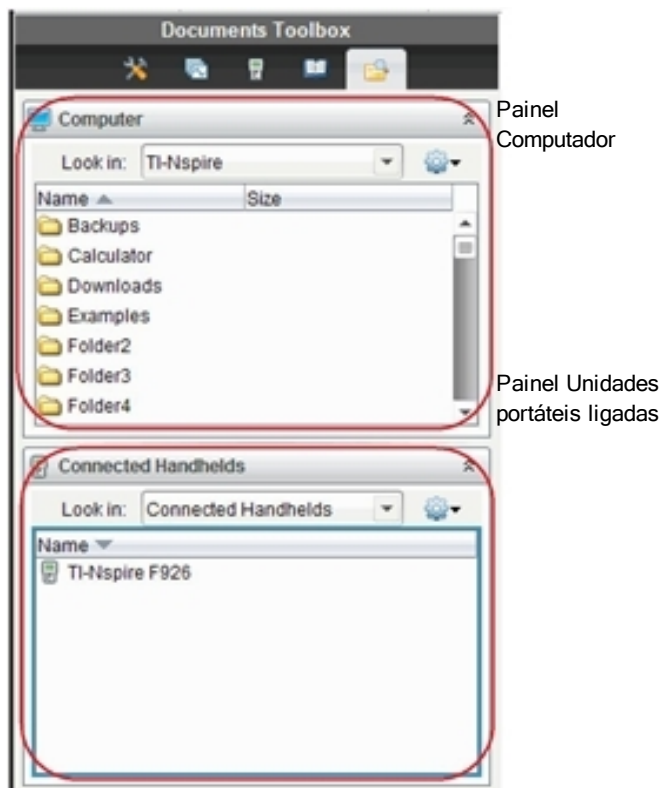 Documents Toolbox
Computer
Painel
Computador
Look in: TI-Nspire
Name Size
Backups
Calculator
Downloads
Examples
Folder2
Folder3
Folder4
Painel Unidades
portáteis ligadas
Connected Handhelds
Look in: Connected Handhelds
Name
TI-Nspire F926